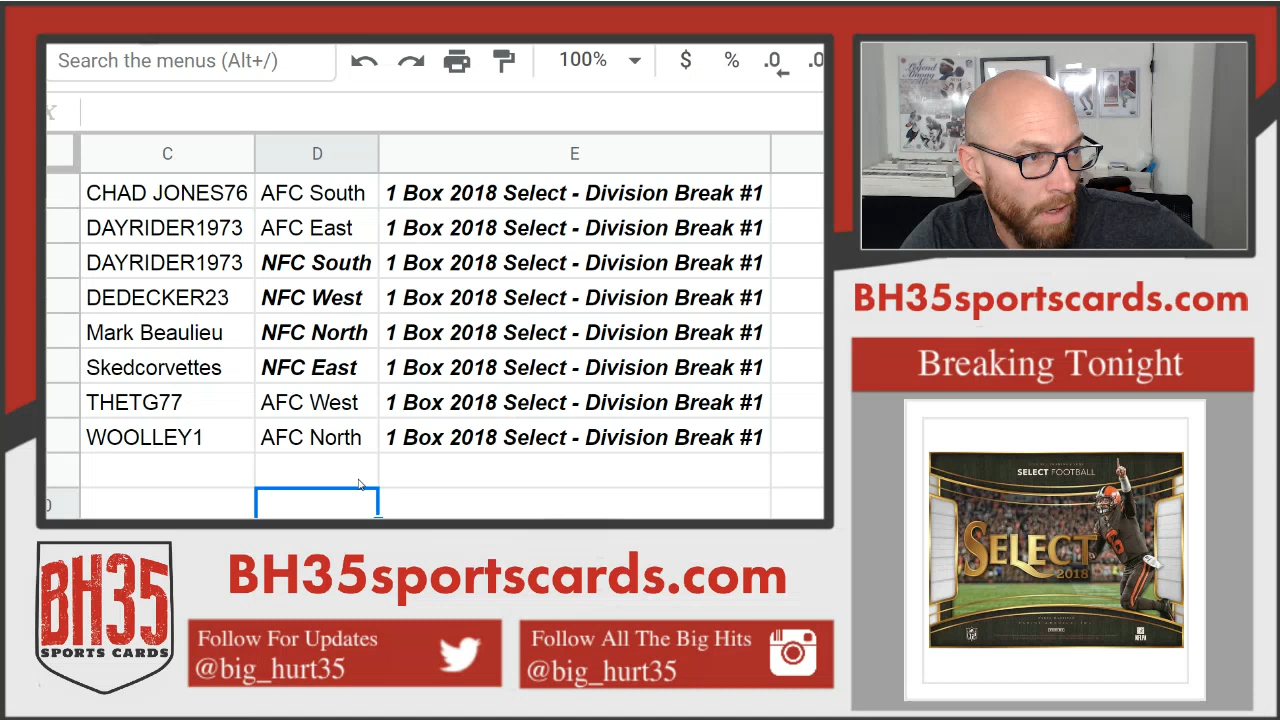 Search the menus (Alt+/)
100%
$
%
.0
.0
C
D
E
CHAD JONES76 AFC South 1 Box 2018 Select - Division Break #1
DAYRIDER1973 AFC East 1 Box 2018 Select - Division Break #1
DAYRIDER1973 NFC South 1 Box 2018 Select - Division Break #1
DEDECKER23 NFC West 1 Box 2018 Select - Division Break #1
Mark Beaulieu NFC North 1 Box 2018 Select - Division Break #1
Skedcorvettes NFC East 1 Box 2018 Select - Division Break #1
THETG77 AFC West 1 Box 2018 Select - Division Break #1
WOOLLEY1 AFC North 1 Box 2018 Select - Division Break #1
BH35sportscards.com
Breaking Tonight
SELECT FOOTBALL
SELECT
2018
BH35
SPORTS CARDS
BH35sportscards.com
Follow For Updates
@big_hurt35
Follow All The Big Hits
@big_hurt35